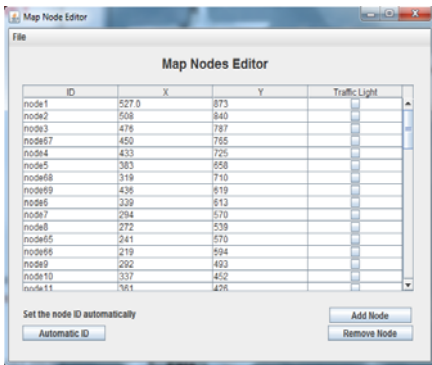 Map Node Editor
File
Map Nodes Editor
ID X Y Traffic Light
node1 527.0 873
node2 508 840
node3 476 787
node67 450 765
node4 433 725
node5 383 658
node68 319 710
node69 436 619
node6 339 613
node7 294 570
node8 272 539
node65 241 570
node66 219 594
node9 292 493
node10 337 452
node11 361 426
Set the node ID automatically
Add Node
Automatic ID
Remove Node